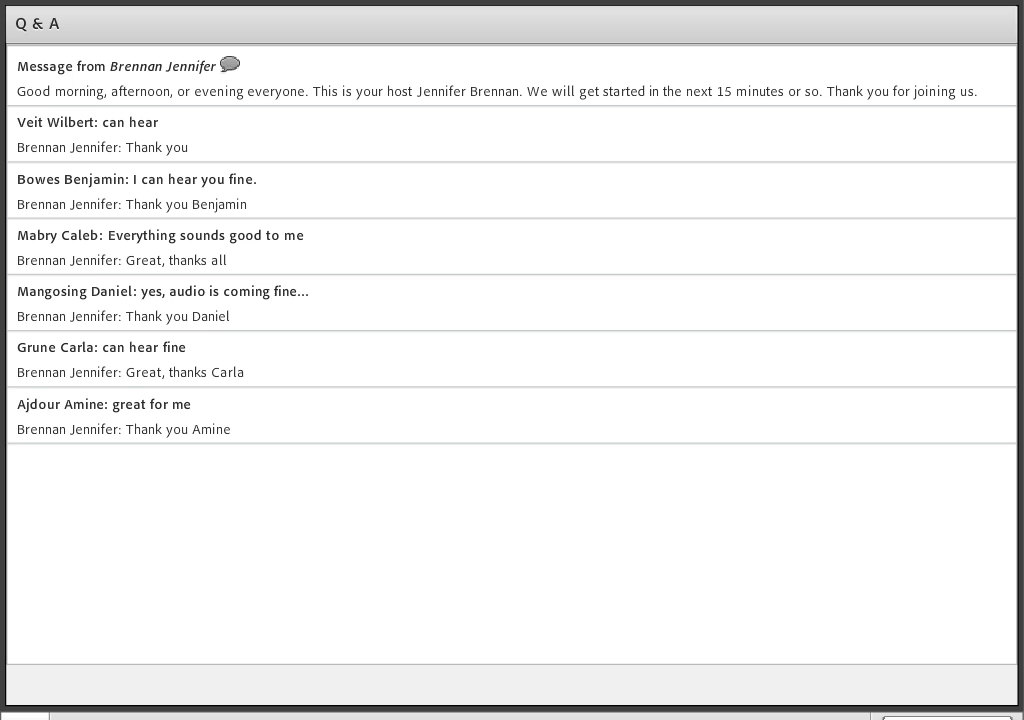 Q & A
Message from Brennan Jennifer
Good morning, afternoon, or evening everyone. This is your host Jennifer Brennan. We will get started in the next 15 minutes or so. Thank you for joining us.
Veit Wilbert: can hear
Brennan Jennifer: Thank you
Bowes Benjamin: I can hear you fine.
Brennan Jennifer: Thank you Benjamin
Mabry Caleb: Everything sounds good to me
Brennan Jennifer: Great, thanks all
Mangosing Daniel: yes, audio is coming fine...
Brennan Jennifer: Thank you Daniel
Grune Carla: can hear fine
Brennan Jennifer: Great, thanks Carla
Ajdour Amine: great for me
Brennan Jennifer: Thank you Amine